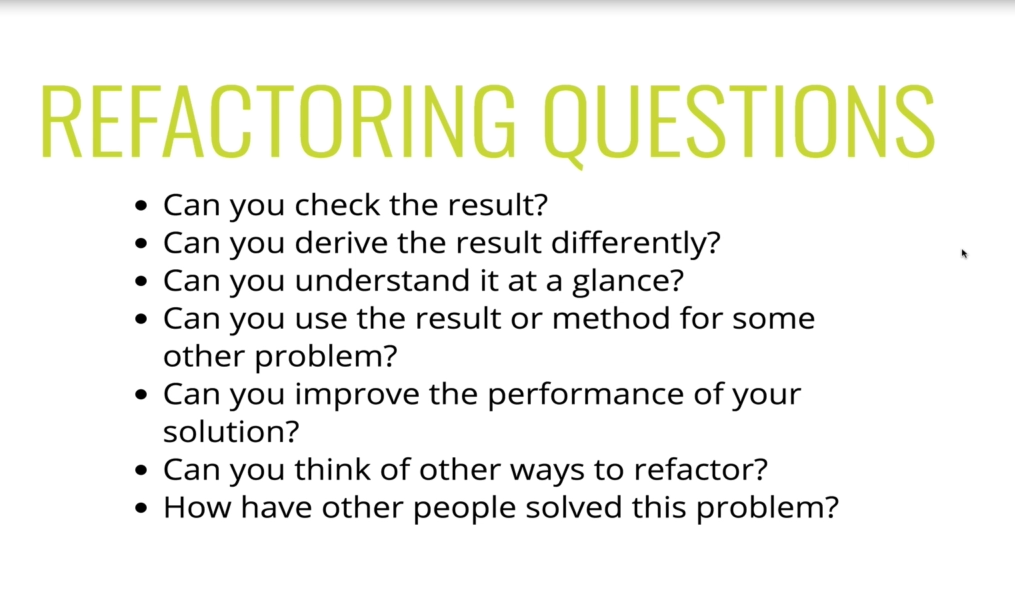 REFACTORING QUESTIONS
• Can you check the result?
• Can you derive the result differently?
• Can you understand it at a glance?
• Can you use the result or method for some
other problem?
• Can you improve the performance of your
solution?
• Can you think of other ways to refactor?
• How have other people solved this problem?